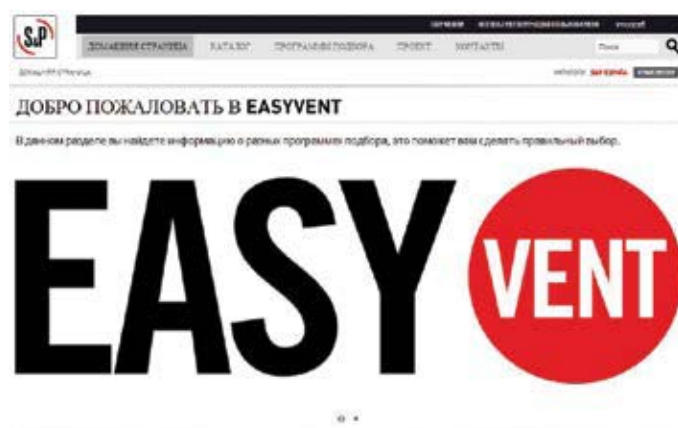 S&P
ДОМАШНЯЯ СТРАНИЦА КАТАЛОГ ПРОГРАММЫ ПОДБОРА ПРОЕКТ КОНТАКТЫ Поиск
ДОБРО ПОЖАЛОВАТЬ В EASYVENT
В данном разделе вы найдете информацию о разных программах подбора, это поможет вам сделать правильный выбор.
EASY VENT